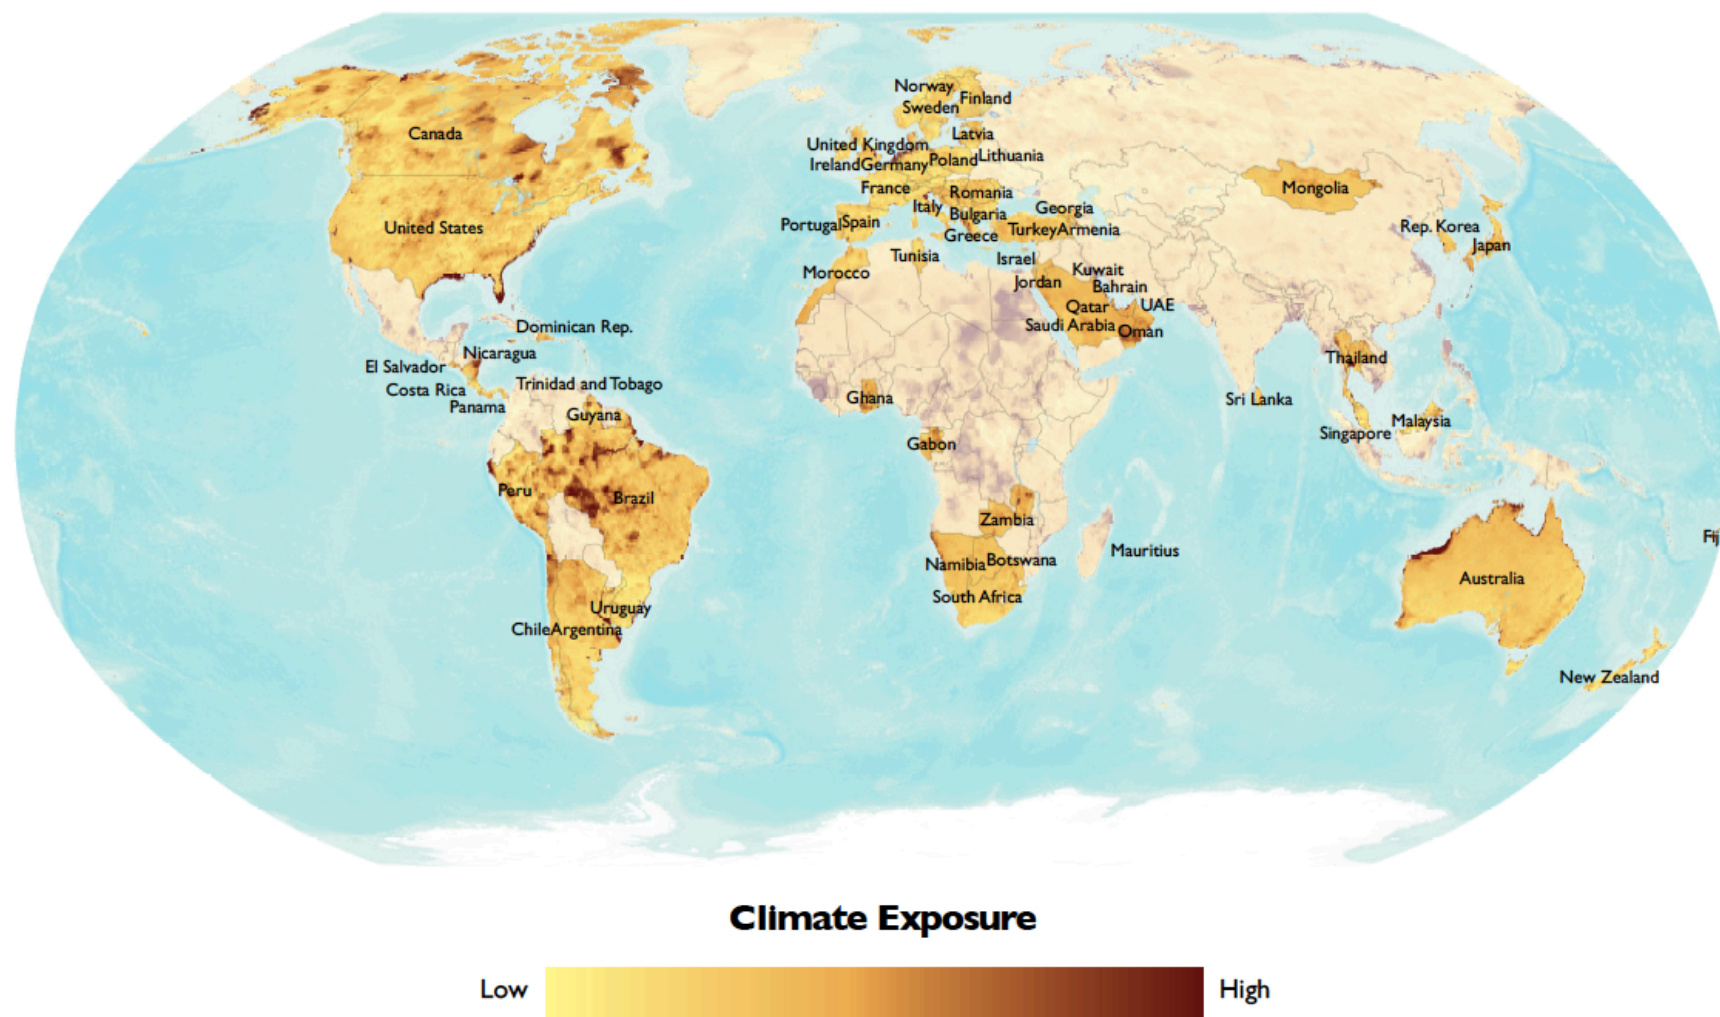 Norway
Finland
Sweden
Canada
Latvia
United Kingdom
Lithuania
Poland
Ireland
Germany
France
Romania
Mongolia
Italy
Georgia
Bulgaria
Portugal
Spain
United States
Turkey
Armenia
Rep. Korea
Greece
Japan
Tunisia
Israel
Morocco
Kuwait
Jordan
Bahrain
Qatar
UAE
Saudi Arabia
Oman
Dominican Rep.
Nicaragua
Thailand
El Salvador
Costa Rica
Trinidad and Tobago
Panama
Ghana
Sri Lanka
Guyana
Malaysia
Singapore
Gabon
Peru
Brazil
Zambia
Fij
Mauritius
Namibia
Botswana
Australia
South Africa
Uruguay
Chile
Argentina
New Zealand
Climate Exposure
Low
High